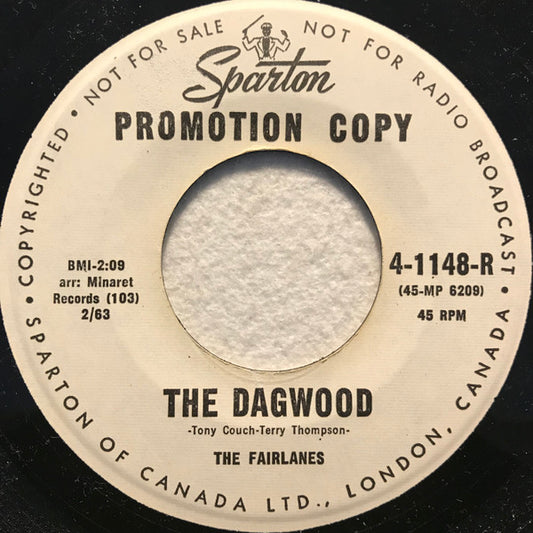 COPYRIGHTED • NOT FOR SALE NOT FOR RADIO BROADCAST •
Sparton
PROMOTION COPY
BMI-2:09
arr: Minaret
Records (103)
2/63
4-1148-R
(45-MP 6209)
45 RPM
THE DAGWOOD
-Tony Couch-Terry Thompson-
THE FAIRLANES
• SPARTON OF CANADA LTD., LONDON, CANADA